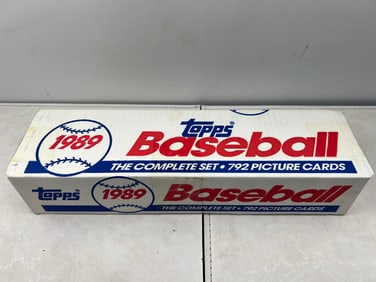 1989
Topps®
Baseball
THE COMPLETE SET • 792 PICTURE CARDS
Topps®
1989
Baseball
THE COMPLETE SET • 792 PICTURE CARDS